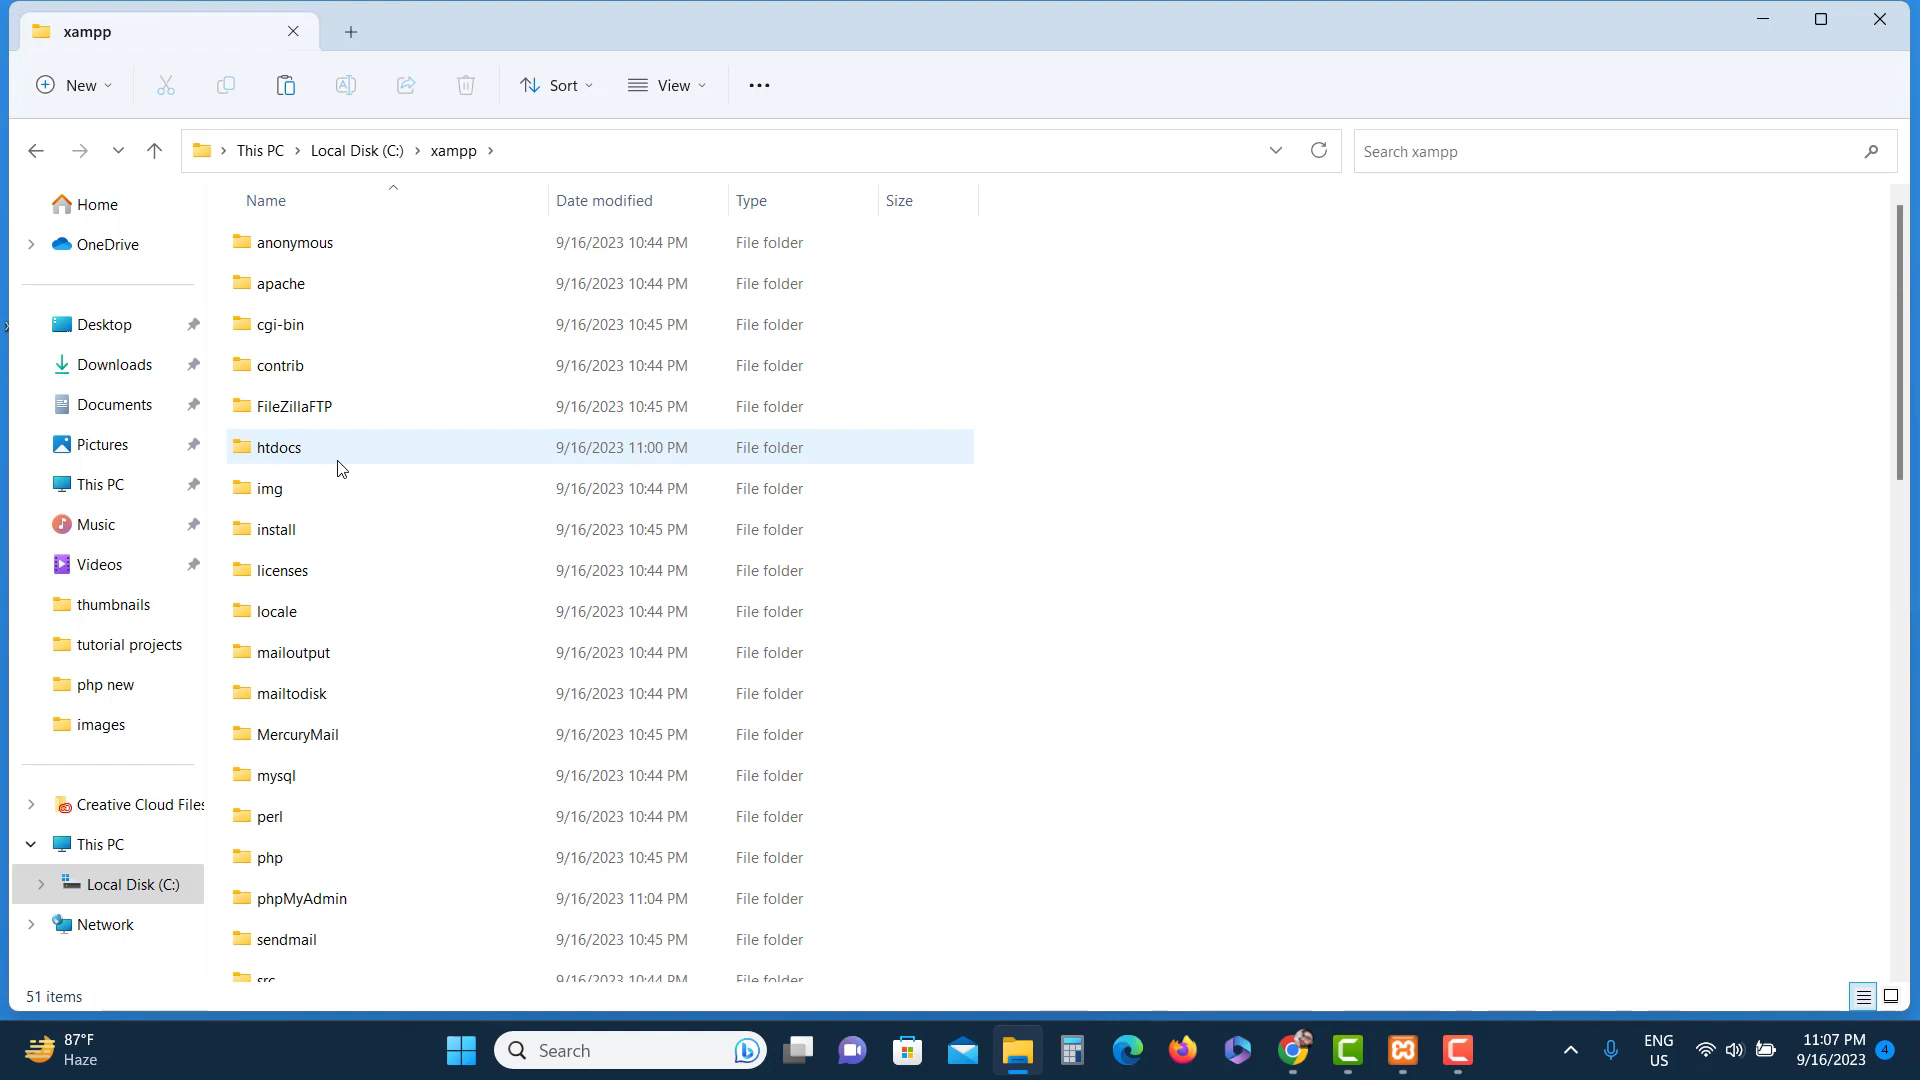 xampp
New
Sort
View
This PC
Local Disk (C:)
xampp
Search xampp
Name
Date modified
Type
Size
Home
OneDrive
Desktop
Downloads
Documents
Pictures
This PC
Music
Videos
thumbnails
tutorial projects
php new
images
Creative Cloud Files
This PC
Local Disk (C:)
Network
anonymous 9/16/2023 10:44 PM File folder
apache 9/16/2023 10:44 PM File folder
cgi-bin 9/16/2023 10:45 PM File folder
contrib 9/16/2023 10:44 PM File folder
FileZillaFTP 9/16/2023 10:45 PM File folder
htdocs 9/16/2023 11:00 PM File folder
img 9/16/2023 10:44 PM File folder
install 9/16/2023 10:45 PM File folder
licenses 9/16/2023 10:44 PM File folder
locale 9/16/2023 10:44 PM File folder
mailoutput 9/16/2023 10:44 PM File folder
mailtodisk 9/16/2023 10:44 PM File folder
MercuryMail 9/16/2023 10:45 PM File folder
mysql 9/16/2023 10:44 PM File folder
perl 9/16/2023 10:44 PM File folder
php 9/16/2023 10:45 PM File folder
phpMyAdmin 9/16/2023 11:04 PM File folder
sendmail 9/16/2023 10:45 PM File folder
src 9/16/2023 10:44 PM File folder
51 items
87°F
Haze
Search
ENG
US
11:07 PM
9/16/2023
4